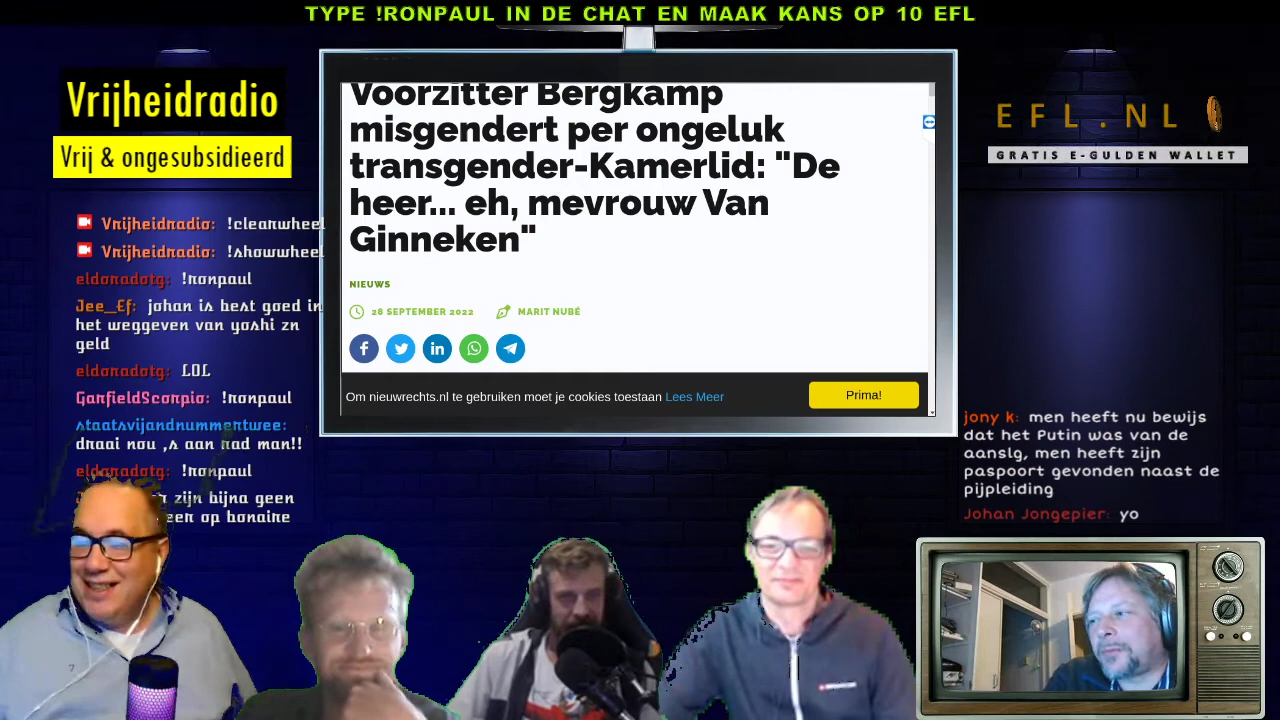 TYPE !RONPAUL IN DE CHAT EN MAAK KANS OP 10 EFL
Vrijheidradio
Vrij & ongesubsidieerd
Vrijheidradio: !clearwheel
Vrijheidradio: !showwheel
eldoradotg: !ronpaul
Jee_Ef: johan is best goed in
het weggeven van yoshi zn
geld
eldoradotg: LOL
GarfieldScorpio: !ronpaul
staatsvijandnummertwee:
draai nou ,s aan rad man!!
eldoradotg: !ronpaul
zijn bijna geen
op bonaire
Voorzitter Bergkamp
misgendert per ongeluk
transgender-Kamerlid: "De
heer... eh, mevrouw Van
Ginneken"
NIEUWS
28 SEPTEMBER 2022 MARIT NUBÉ
Om nieuwrechts.nl te gebruiken moet je cookies toestaan Lees Meer
Prima!
EFL.NL
GRATIS E-GULDEN WALLET
jony k: men heeft nu bewijs
dat het Putin was van de
aanslg, men heeft zijn
paspoort gevonden naast de
pijpleiding
Johan Jongepier: yo